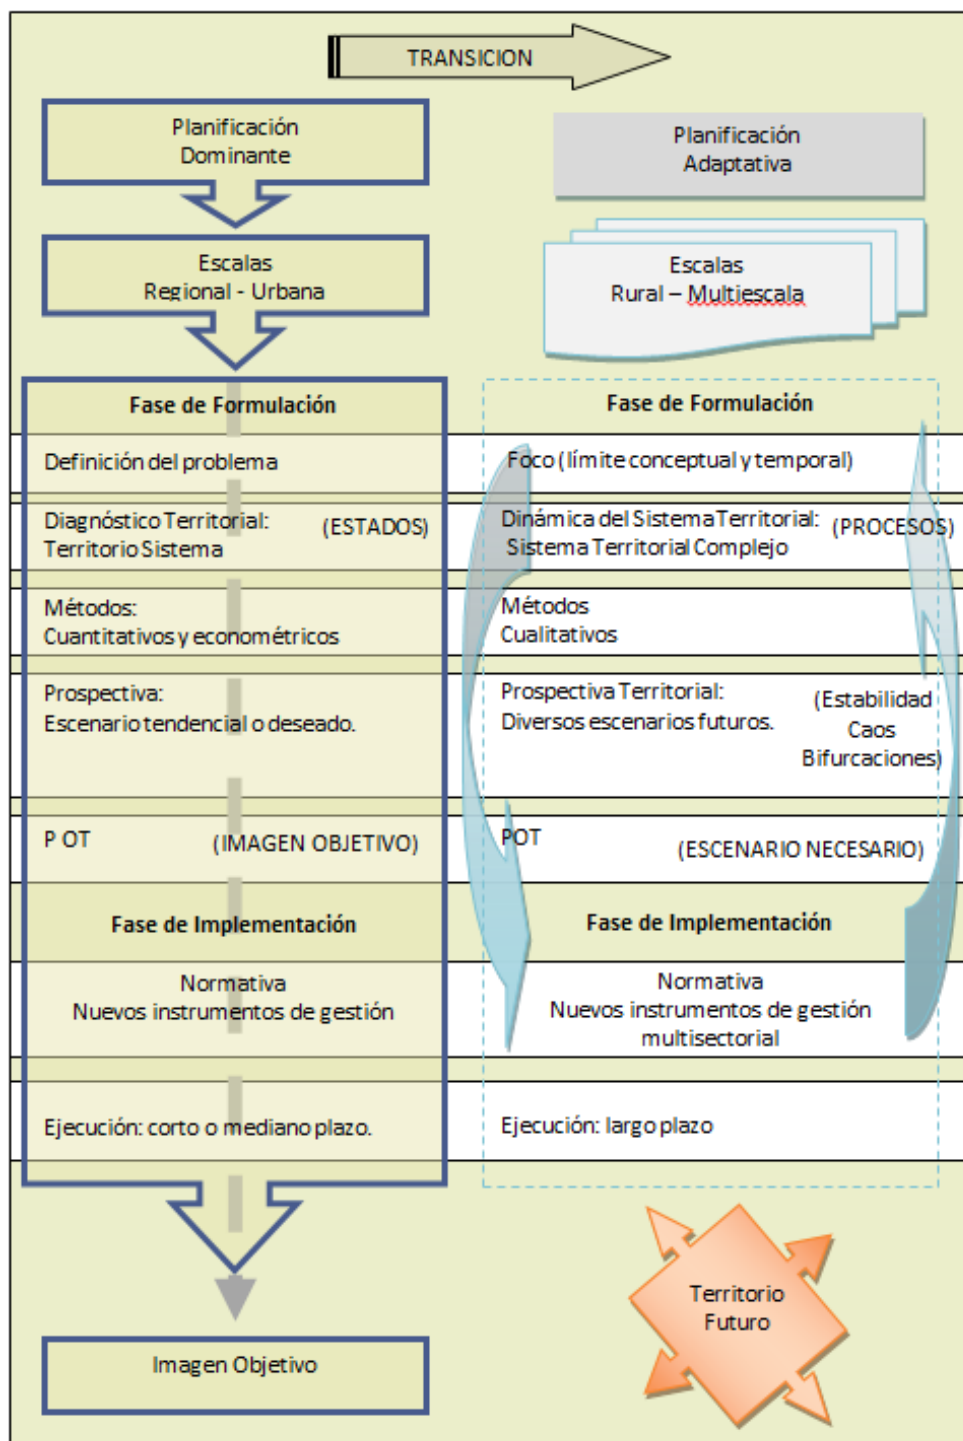 TRANSICION
Planificación
Dominante
Planificación
Adaptativa
Escalas
Regional - Urbana
Escalas
Rural – Multiescala
Fase de Formulación
Fase de Formulación
Definición del problema
Foco (límite conceptual y temporal)
Diagnóstico Territorial: (ESTADOS)
Territorio Sistema
Dinámica del Sistema Territorial: (PROCESOS)
Sistema Territorial Complejo
Métodos:
Cuantitativos y econométricos
Métodos
Cualitativos
Prospectiva:
Escenario tendencial o deseado.
Prospectiva Territorial:
Diversos escenarios futuros.
(Estabilidad
Caos
Bifurcaciones)
P OT (IMAGEN OBJETIVO)
POT (ESCENARIO NECESARIO)
Fase de Implementación
Fase de Implementación
Normativa
Nuevos instrumentos de gestión
Normativa
Nuevos instrumentos de gestión
multisectorial
Ejecución: corto o mediano plazo.
Ejecución: largo plazo
Imagen Objetivo
Territorio
Futuro